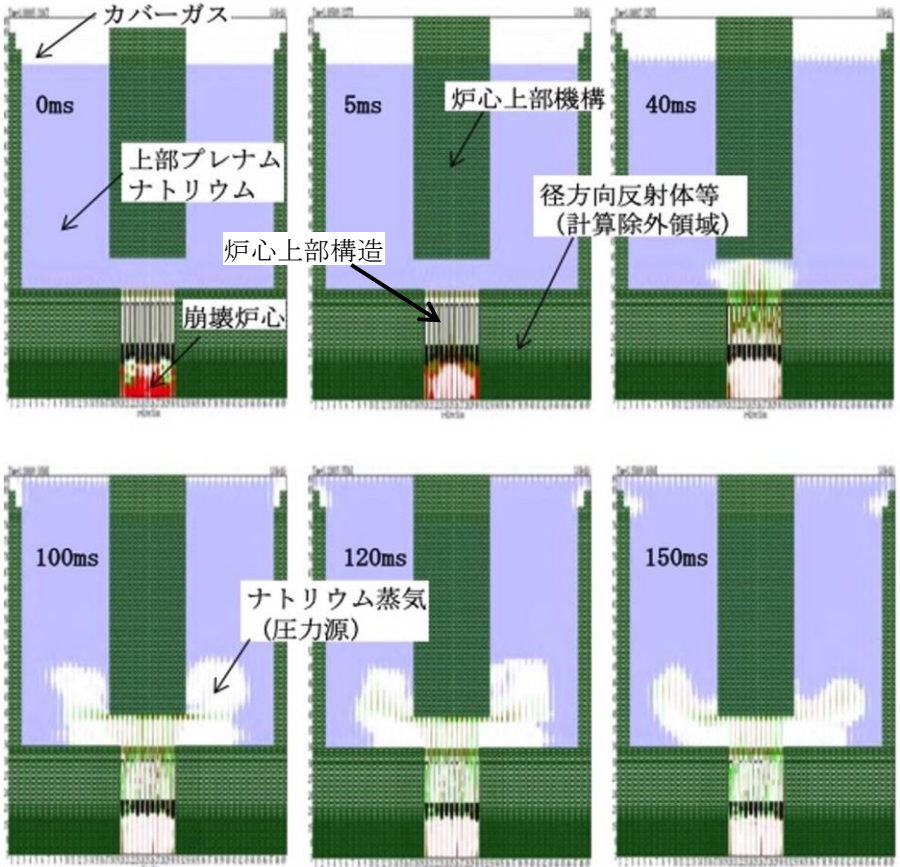 カバーガス
0ms
上部プレナム
ナトリウム
崩壊炉心
5ms
炉心上部機構
径方向反射体等
(計算除外領域)
炉心上部構造
40ms
100ms
ナトリウム蒸気
(圧力源)
120ms
150ms